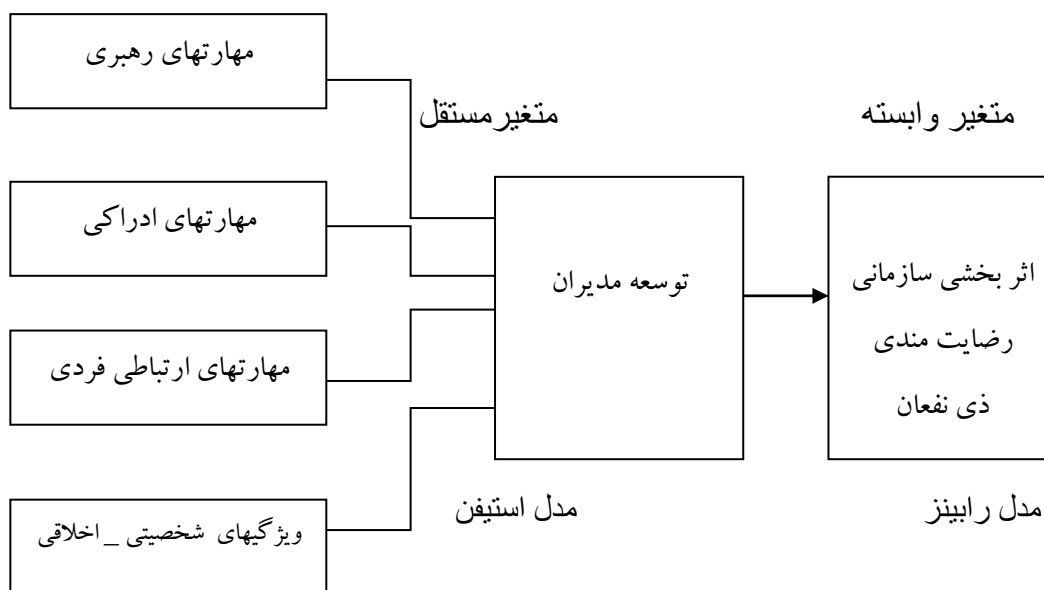 مهارتهای رهبری
متغیر مستقل
متغیر وابسته
مهارتهای ادراکی
توسعه مدیران
اثر بخشی سازمانی
رضایت مندی
ذی نفعان
مهارتهای ارتباطی فردی
ویژگیهای شخصیتی _ اخلاقی
مدل استیفن
مدل رابینز